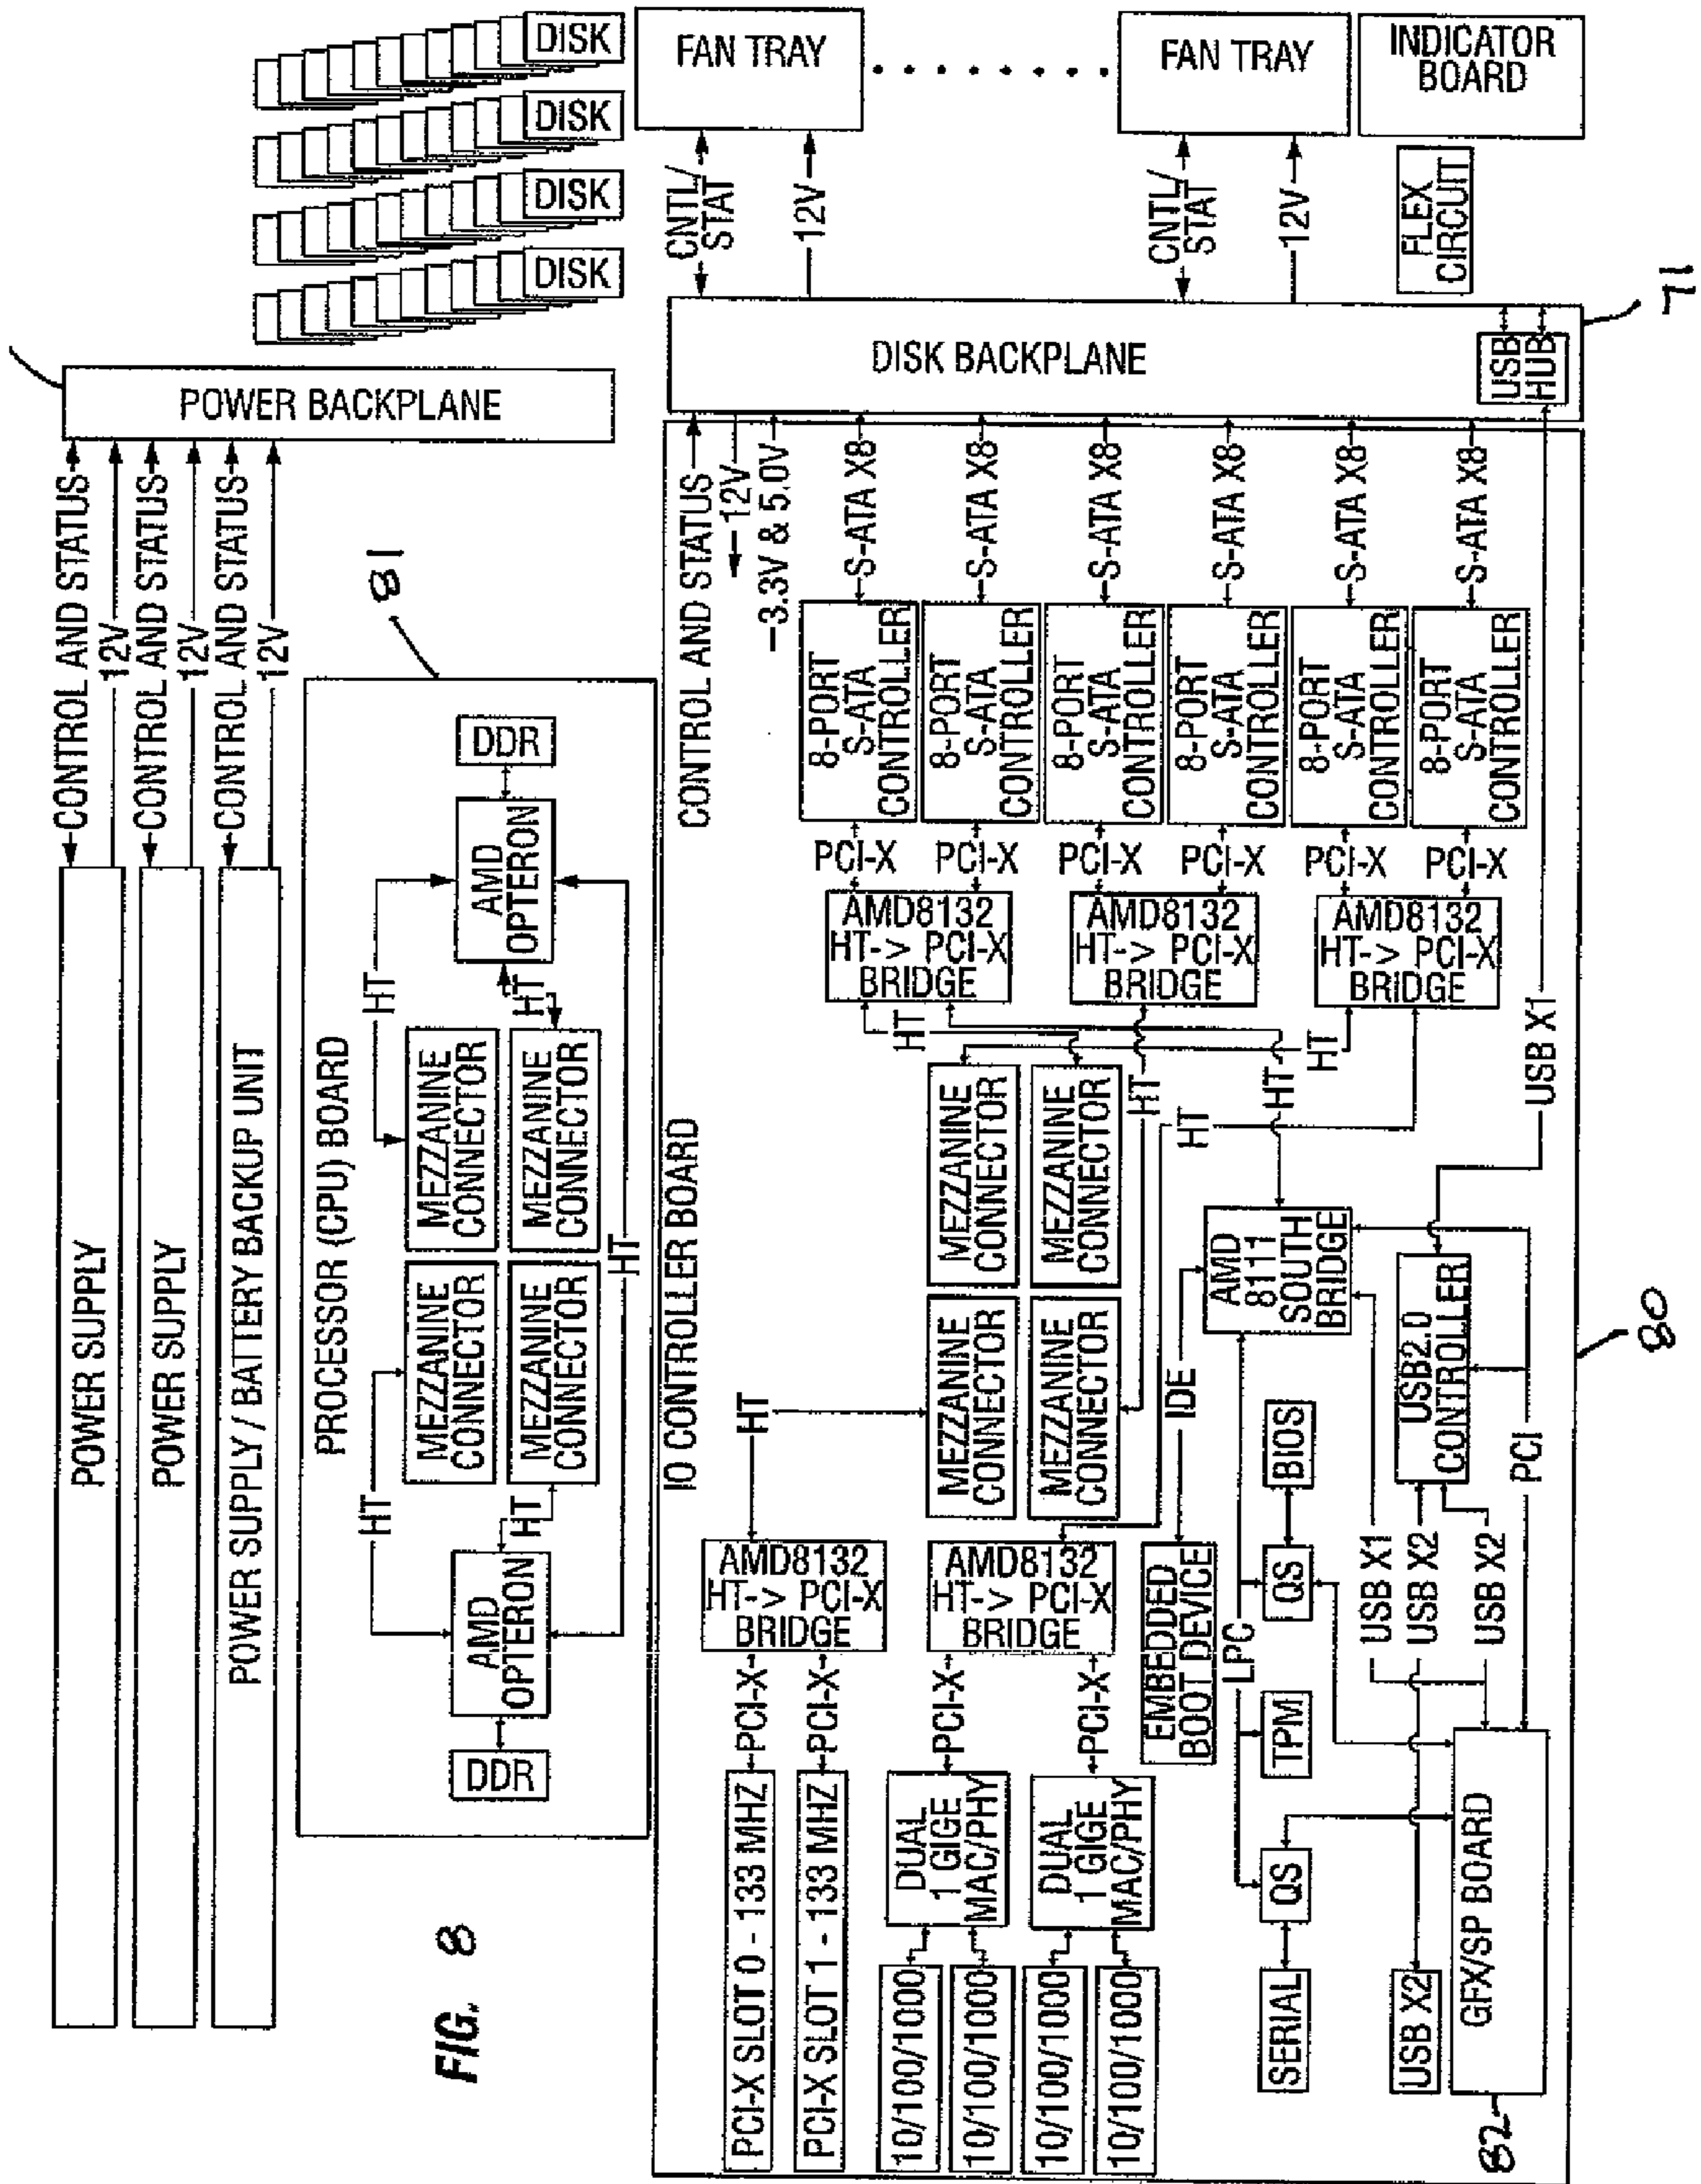 DISK
DISK
DISK
DISK
FAN TRAY
FAN TRAY
INDICATOR
BOARD
CNTL/
STAT
12V
CNTL/
STAT
12V
FLEX
CIRCUIT
17
POWER BACKPLANE
DISK BACKPLANE
USB
HUB
CONTROL AND STATUS
12V
CONTROL AND STATUS
12V
CONTROL AND STATUS
12V
POWER SUPPLY
POWER SUPPLY
POWER SUPPLY / BATTERY BACKUP UNIT
18
PROCESSOR (CPU) BOARD
DDR
AMD
OPTERON
HT
HT
MEZZANINE
CONNECTOR
MEZZANINE
CONNECTOR
HT
MEZZANINE
CONNECTOR
MEZZANINE
CONNECTOR
HT
HT
AMD
OPTERON
DDR
FIG. 8
IO CONTROLLER BOARD
CONTROL AND STATUS
12V
3.3V & 5.0V
S-ATA X8
S-ATA X8
S-ATA X8
S-ATA X8
S-ATA X8
S-ATA X8
8-PORT
S-ATA
CONTROLLER
8-PORT
S-ATA
CONTROLLER
8-PORT
S-ATA
CONTROLLER
8-PORT
S-ATA
CONTROLLER
8-PORT
S-ATA
CONTROLLER
8-PORT
S-ATA
CONTROLLER
PCI-X
PCI-X
PCI-X
PCI-X
PCI-X
PCI-X
AMD8132
HT-> PCI-X
BRIDGE
AMD8132
HT-> PCI-X
BRIDGE
AMD8132
HT-> PCI-X
BRIDGE
HT
HT
HT
HT
HT
USB X1
MEZZANINE
CONNECTOR
MEZZANINE
CONNECTOR
MEZZANINE
CONNECTOR
MEZZANINE
CONNECTOR
AMD
8111
SOUTH
BRIDGE
USB2.0
CONTROLLER
80
HT
IDE
BIOS
PCI
AMD8132
HT-> PCI-X
BRIDGE
AMD8132
HT-> PCI-X
BRIDGE
EMBEDDED
BOOT DEVICE
LPC
QS
USB X1
USB X2
USB X2
PCI-X
PCI-X
PCI-X
PCI-X
TPM
PCI-X SLOT 0 - 133 MHZ
PCI-X SLOT 1 - 133 MHZ
DUAL
1 GIGE
MAC/PHY
DUAL
1 GIGE
MAC/PHY
QS
GFX/SP BOARD
10/100/1000
10/100/1000
10/100/1000
10/100/1000
SERIAL
USB X2
82